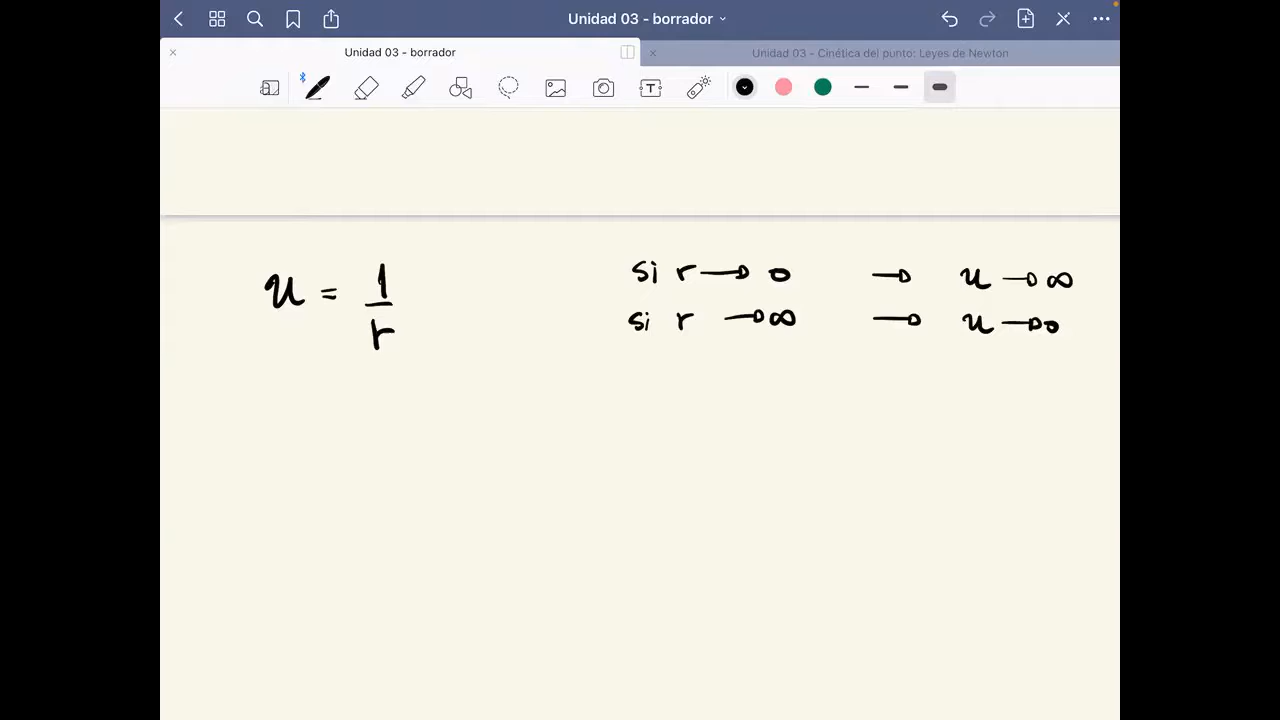 Unidad 03 - borrador
Unidad 03 - borrador
Unidad 03 - Cinética del punto: Leyes de Newton
T
u = 1/r
si r → 0 → u → ∞
si r → ∞ → u → 0